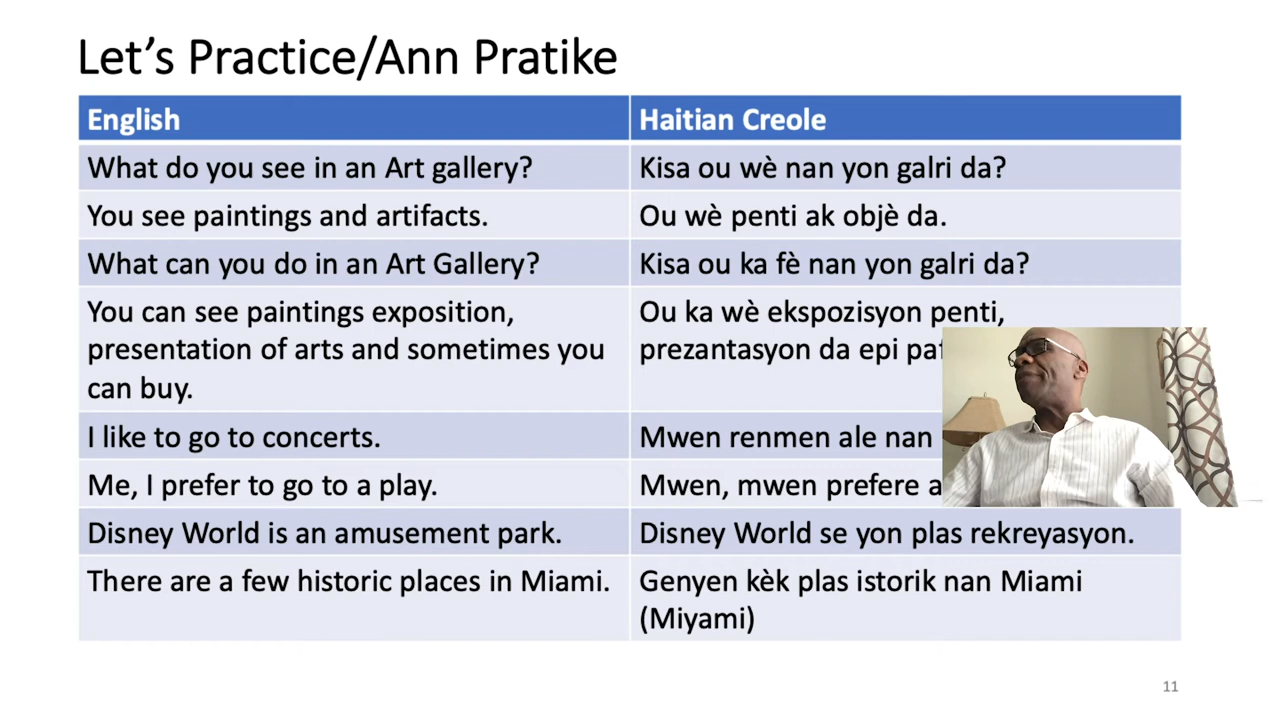 Let's Practice/Ann Pratike
English
Haitian Creole
What do you see in an Art gallery?
Kisa ou wè nan yon galri da?
You see paintings and artifacts.
Ou wè penti ak objè da.
What can you do in an Art Gallery?
Kisa ou ka fè nan yon galri da?
You can see paintings exposition,
presentation of arts and sometimes you
can buy.
Ou ka wè ekspozisyon penti,
prezantasyon da epi
I like to go to concerts.
Mwen renmen ale nan
Me, I prefer to go to a play.
Mwen, mwen prefere
Disney World is an amusement park.
Disney World se yon plas rekreyasyon.
There are a few historic places in Miami.
Genyen kèk plas istorik nan Miami
(Miyami)
11